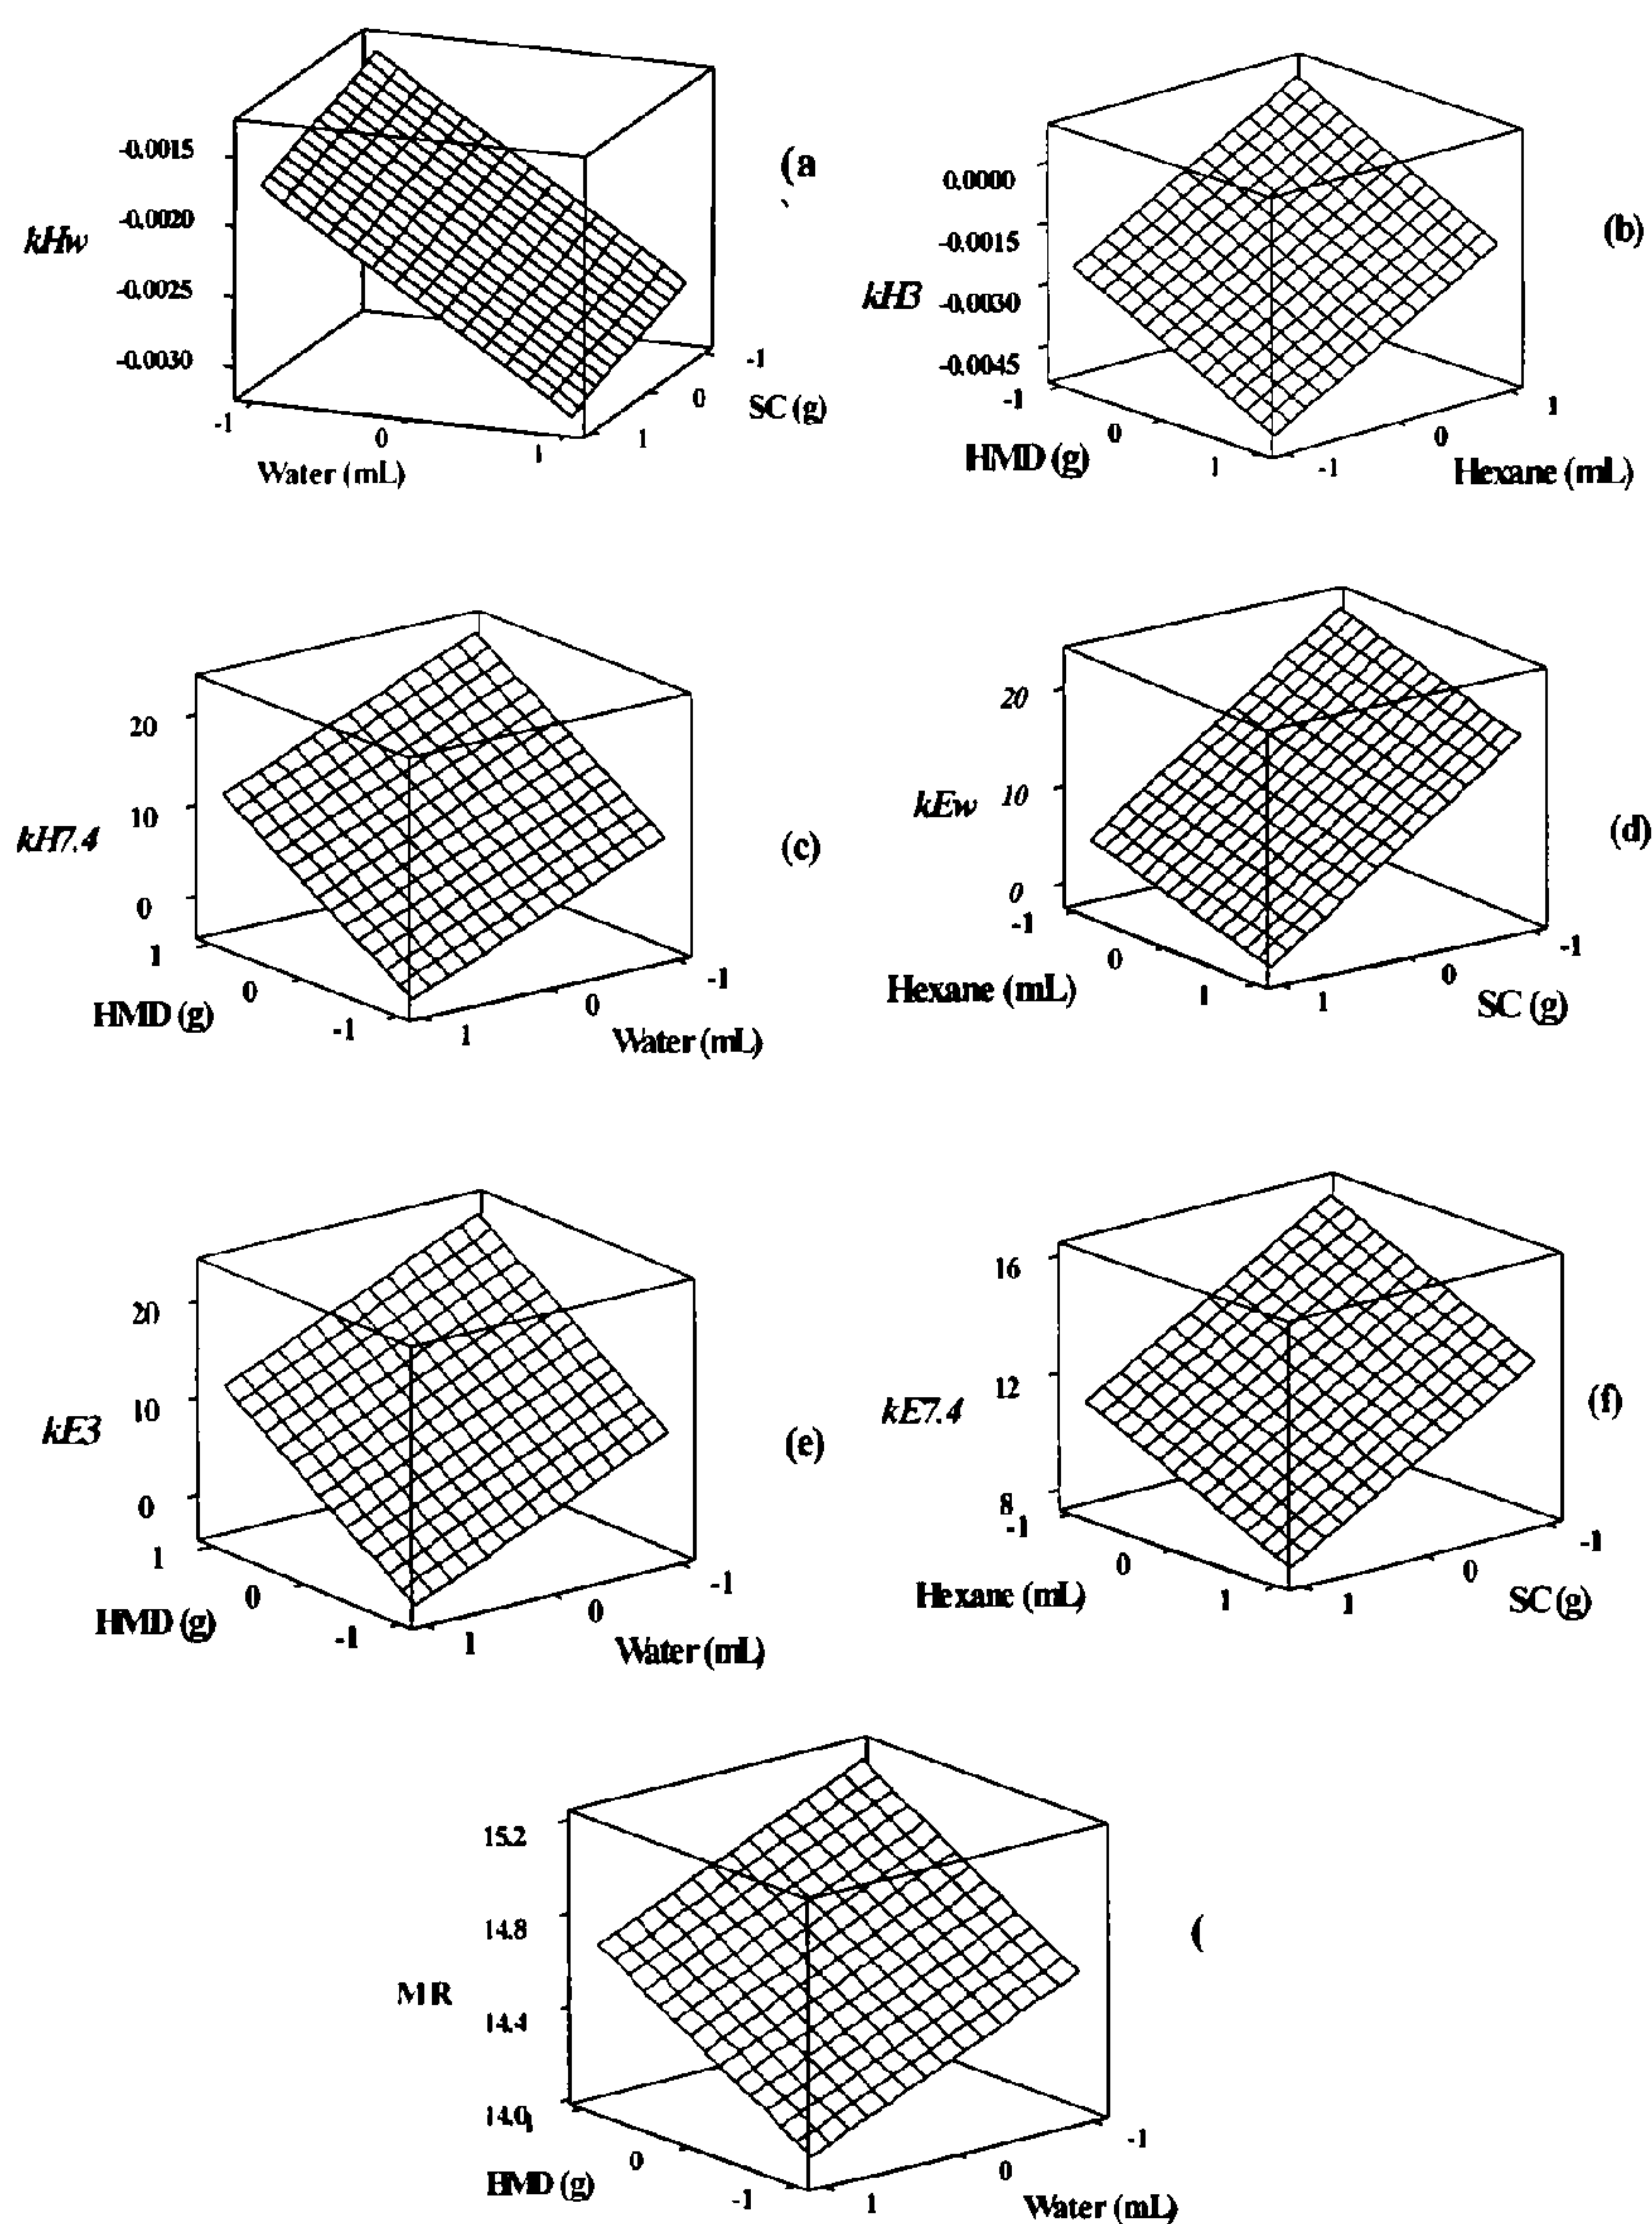 -0.0015
-0.0020
kHw
-0.0025
-0.0030
-1
0
1
Water (mL)
1
0
-1
SC (g)
(a
0.0000
-0.0015
kH3
-0.0030
-0.0045
-1
0
1
HMD (g)
-1
0
1
Hexane (mL)
(b)
20
10
kH7.4
0
1
0
-1
HMD (g)
1
0
-1
Water (mL)
(c)
20
10
kEw
0
-1
0
1
Hexane (mL)
1
0
-1
SC (g)
(d)
20
10
kE3
0
1
0
-1
HMD (g)
1
0
-1
Water (mL)
(e)
16
12
kE7.4
8
-1
0
1
Hexane (mL)
1
0
-1
SC (g)
(f)
15.2
14.8
MR
14.4
14.0
0
-1
HMD (g)
1
0
-1
Water (mL)
(